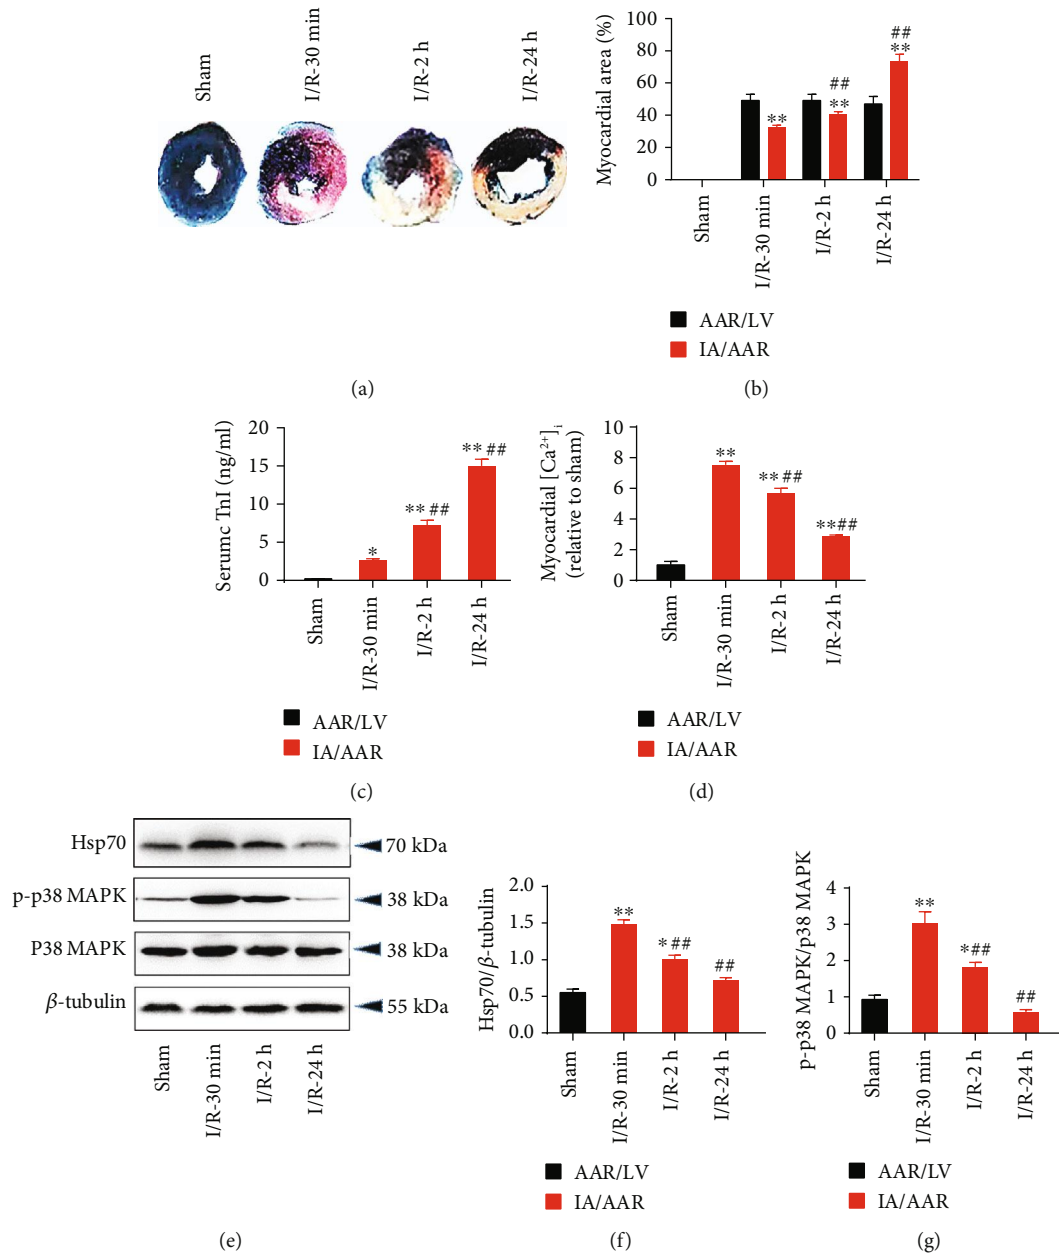 Sham
I/R-30 min
I/R-2 h
I/R-24 h
(a)
Myocardial area (%)
100
80
60
40
20
0
**
##
**
##
**
Sham
I/R-30 min
I/R-2 h
I/R-24 h
AAR/LV
IA/AAR
(b)
Serumc TnI (ng/ml)
20
15
10
5
0
*
** ##
** ##
Sham
I/R-30 min
I/R-2 h
I/R-24 h
AAR/LV
IA/AAR
(c)
Myocardial [Ca²⁺]i
(relative to sham)
10
8
6
4
2
0
**
** ##
**##
Sham
I/R-30 min
I/R-2 h
I/R-24 h
AAR/LV
IA/AAR
(d)
Hsp70
70 kDa
p-p38 MAPK
38 kDa
P38 MAPK
38 kDa
β-tubulin
55 kDa
Sham
I/R-30 min
I/R-2 h
I/R-24 h
(e)
Hsp70/β-tubulin
2.0
1.5
1.0
0.5
0.0
**
* ##
##
Sham
I/R-30 min
I/R-2 h
I/R-24 h
AAR/LV
IA/AAR
(f)
p-p38 MAPK/p38 MAPK
4
3
2
1
0
**
*##
##
Sham
I/R-30 min
I/R-2 h
I/R-24 h
AAR/LV
IA/AAR
(g)